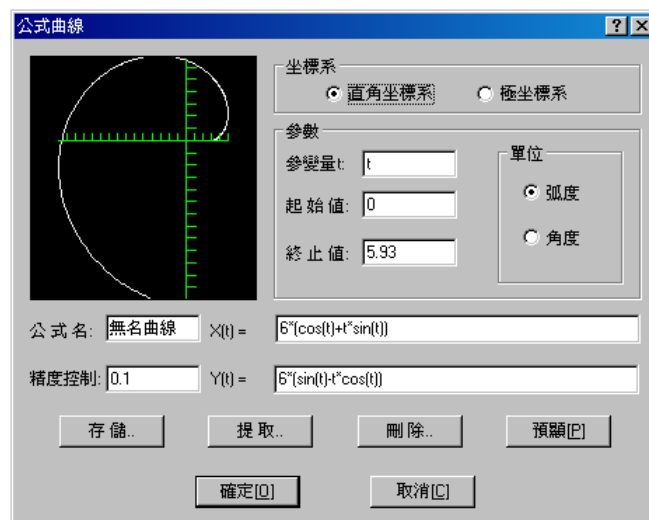 公式曲線
坐標系
直角坐標系 極坐標系
參數
參變量t: t
起始值: 0
終止值: 5.93
單位
弧度
角度
公式名: 無名曲線 X(t) = 6*(cos(t)+t*sin(t))
精度控制: 0.1 Y(t) = 6*(sin(t)-t*cos(t))
存儲.. 提取.. 刪除.. 預顯[P]
確定[O] 取消[C]